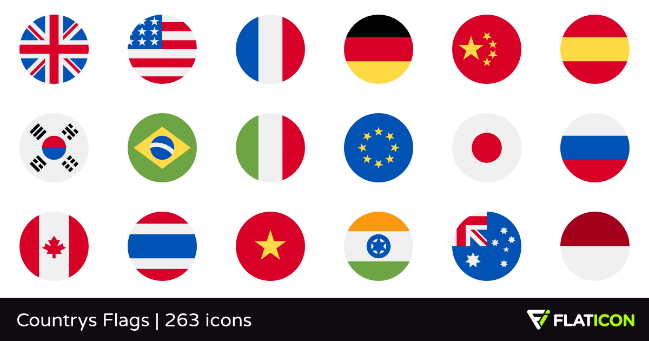 Countrys Flags | 263 icons
FLATICON